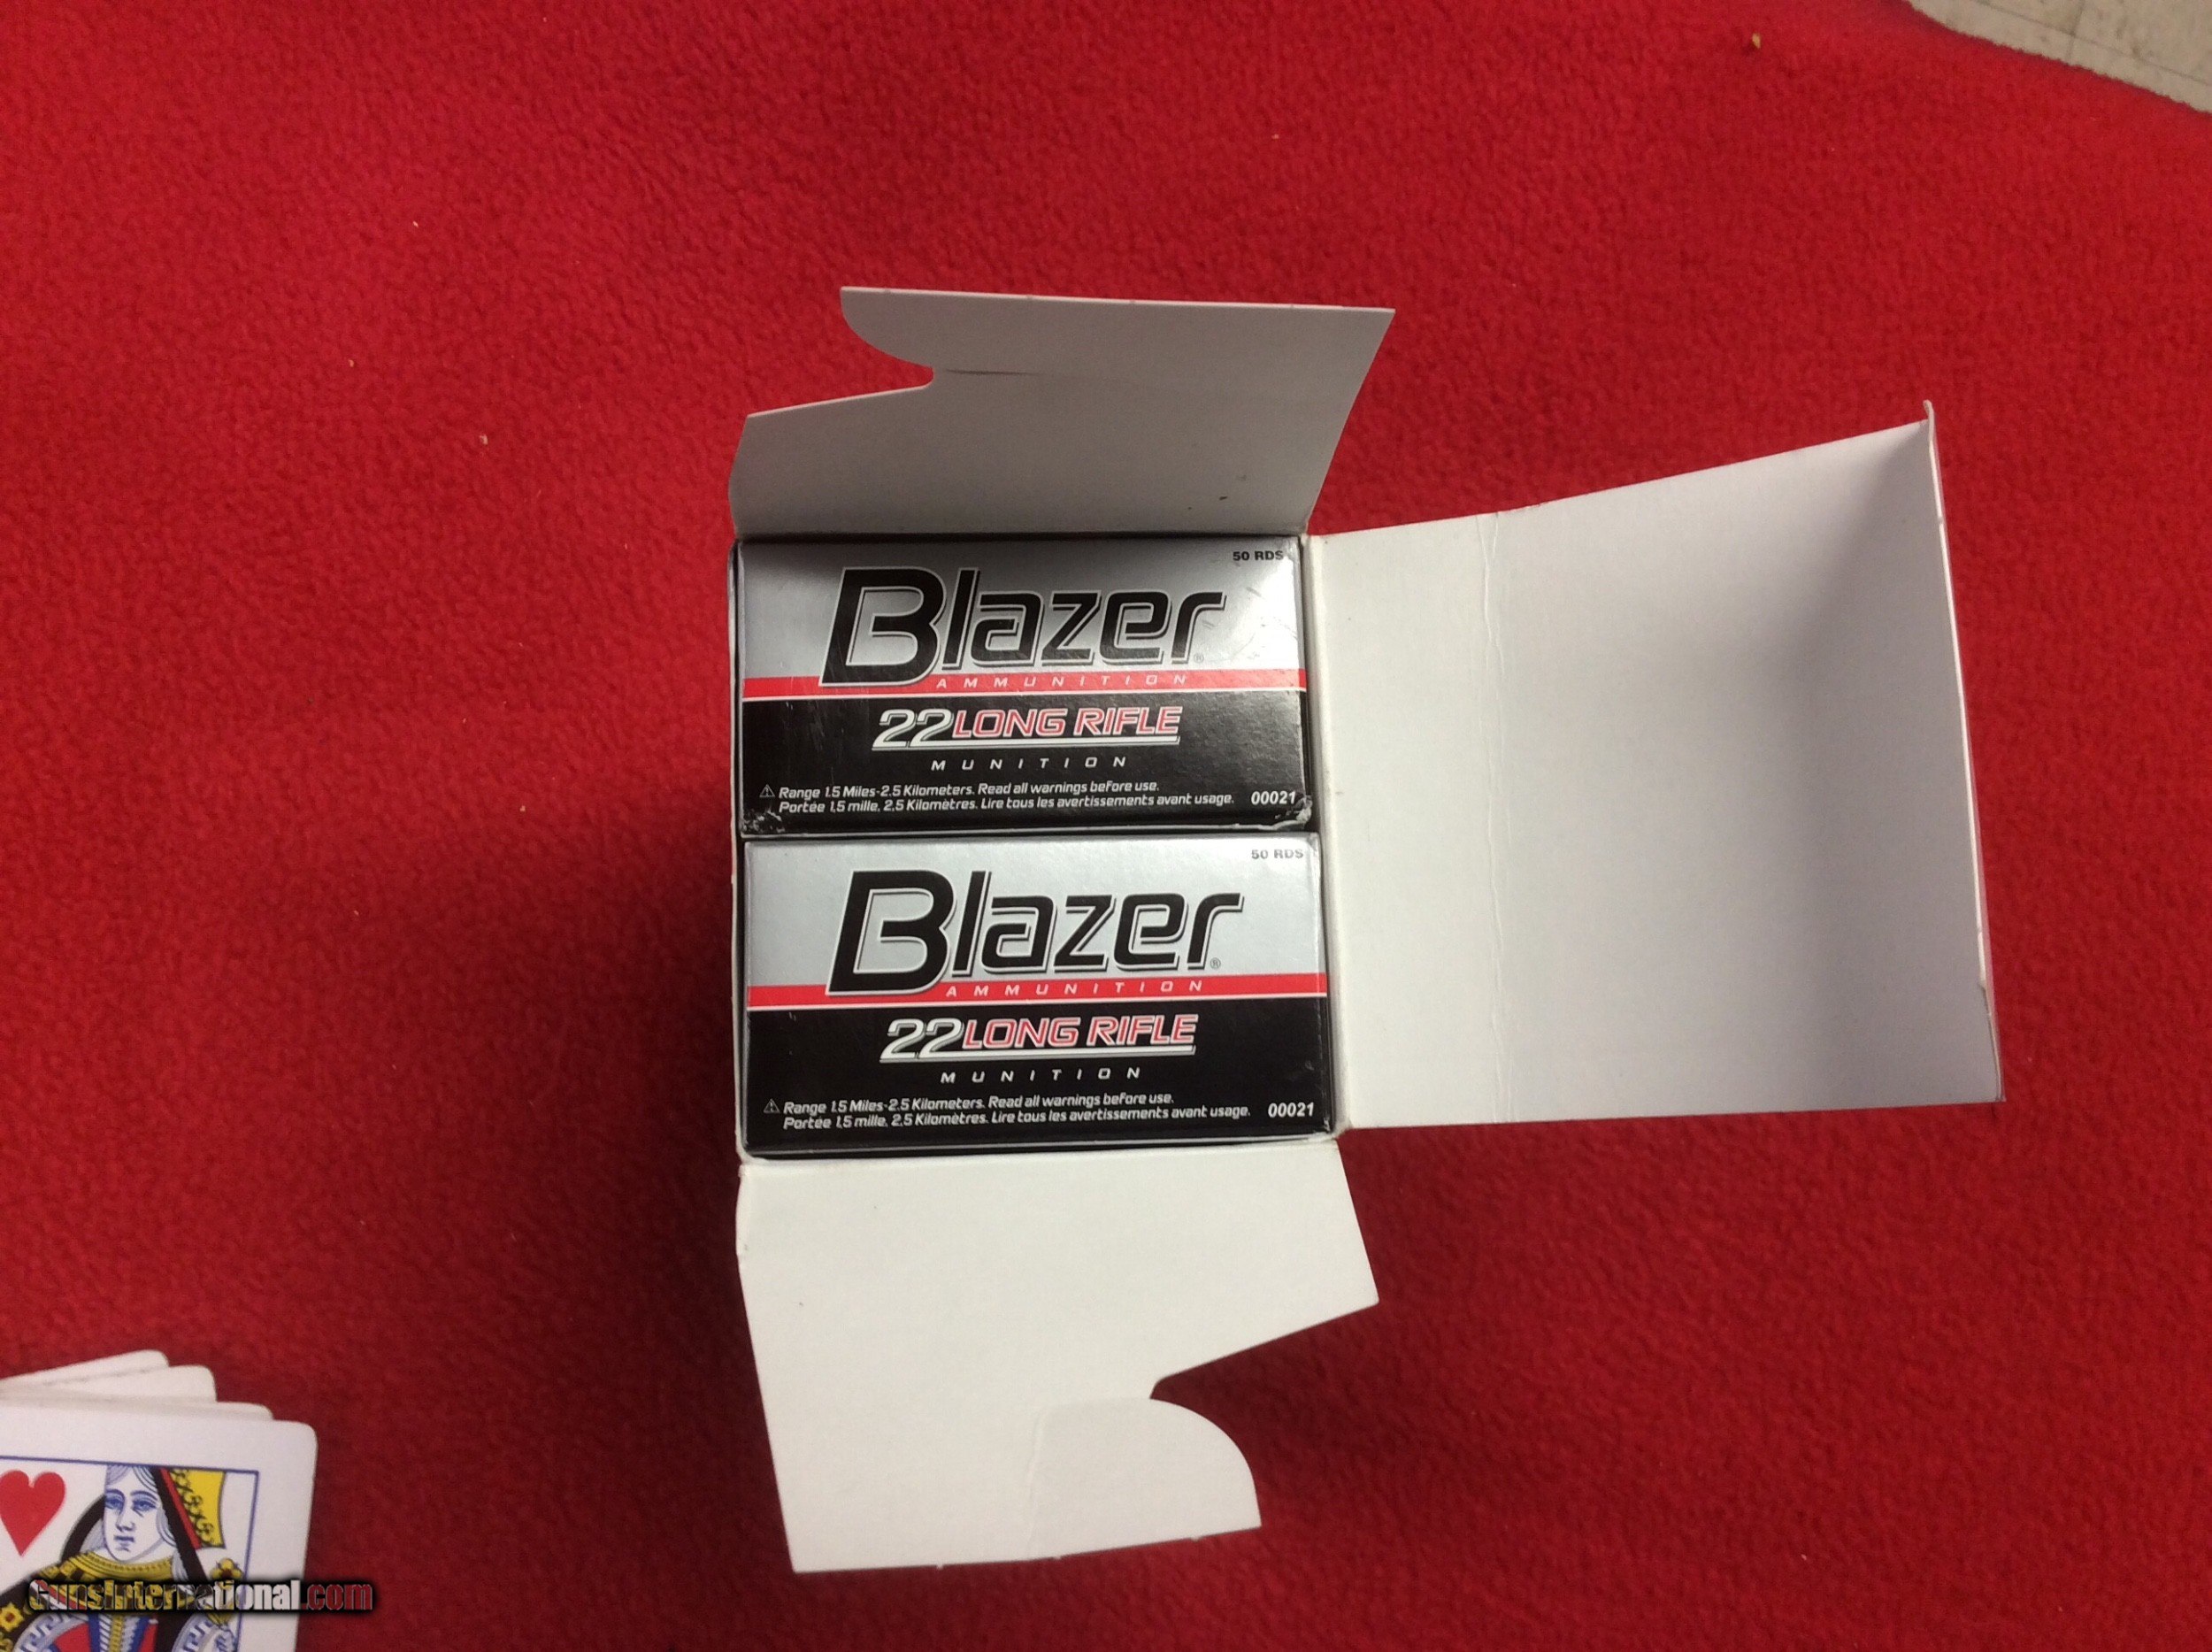 50 RDS
Blazer®
AMMUNITION
22 LONG RIFLE
MUNITION
⚠ Range 1.5 Miles-2.5 Kilometers. Read all warnings before use.
Portée 1,5 mille, 2,5 Kilomètres. Lire tous les avertissements avant usage. 00021
50 RDS
Blazer®
AMMUNITION
22 LONG RIFLE
MUNITION
⚠ Range 1.5 Miles-2.5 Kilometers. Read all warnings before use.
Portée 1,5 mille, 2,5 Kilomètres. Lire tous les avertissements avant usage. 00021
GunsInternational.com